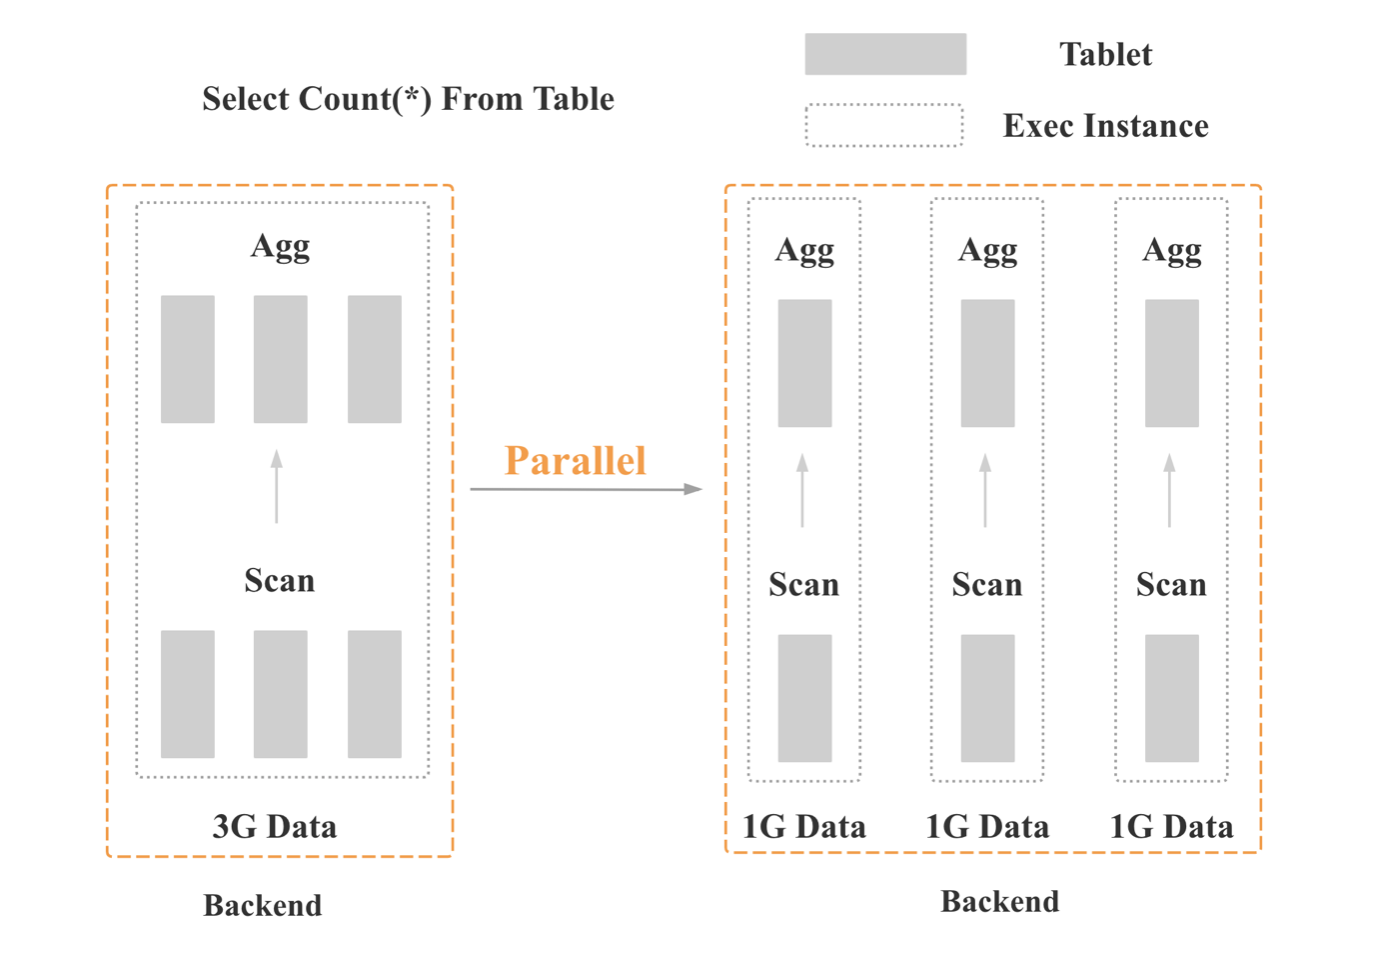 Select Count(*) From Table
Tablet
Exec Instance
Agg
Scan
3G Data
Backend
Parallel
Agg Agg Agg
Scan Scan Scan
1G Data 1G Data 1G Data
Backend